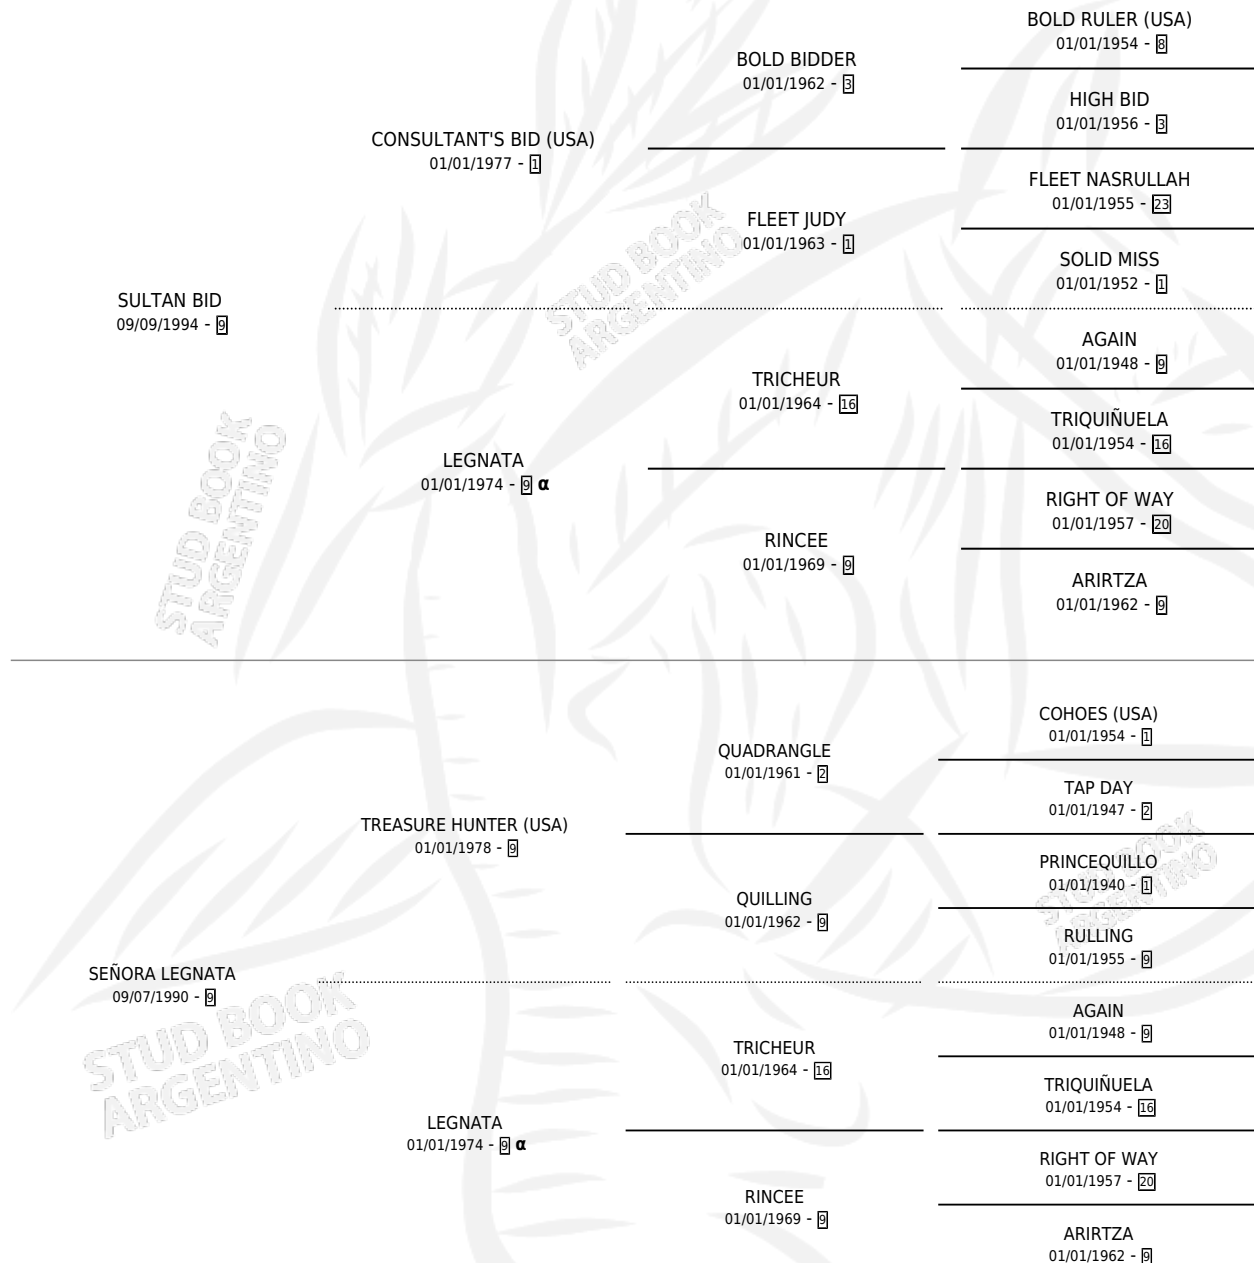 BOLD RULER (USA)
01/01/1954 - 8
BOLD BIDDER
01/01/1962 - 3
HIGH BID
01/01/1956 - 3
CONSULTANT'S BID (USA)
01/01/1977 - 1
FLEET NASRULLAH
01/01/1955 - 23
FLEET JUDY
01/01/1963 - 1
SOLID MISS
01/01/1952 - 1
SULTAN BID
09/09/1994 - 9
AGAIN
01/01/1948 - 9
TRICHEUR
01/01/1964 - 16
TRIQUIÑUELA
01/01/1954 - 16
LEGNATA
01/01/1974 - 9 α
RIGHT OF WAY
01/01/1957 - 20
RINCEE
01/01/1969 - 9
ARIRTZA
01/01/1962 - 9
STUD BOOK
ARGENTINO
STUD BOOK
ARGENTINO
COHOES (USA)
01/01/1954 - 1
QUADRANGLE
01/01/1961 - 2
TAP DAY
01/01/1947 - 2
TREASURE HUNTER (USA)
01/01/1978 - 9
PRINCEQUILLO
01/01/1940 - 1
QUILLING
01/01/1962 - 9
RULLING
01/01/1955 - 9
STUD BOOK
ARGENTINO
SEÑORA LEGNATA
09/07/1990 - 9
AGAIN
01/01/1948 - 9
TRICHEUR
01/01/1964 - 16
TRIQUIÑUELA
01/01/1954 - 16
LEGNATA
01/01/1974 - 9 α
RIGHT OF WAY
01/01/1957 - 20
RINCEE
01/01/1969 - 9
ARIRTZA
01/01/1962 - 9
STUD BOOK
ARGENTINO